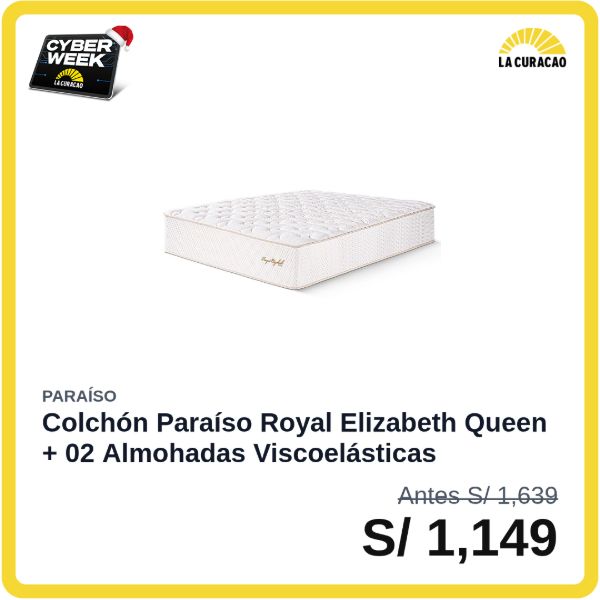 CYBER
WEEK
LA CURACAO
LA CURACAO
PARAÍSO
Colchón Paraíso Royal Elizabeth Queen
+ 02 Almohadas Viscoelásticas
Antes S/ 1,639
S/ 1,149